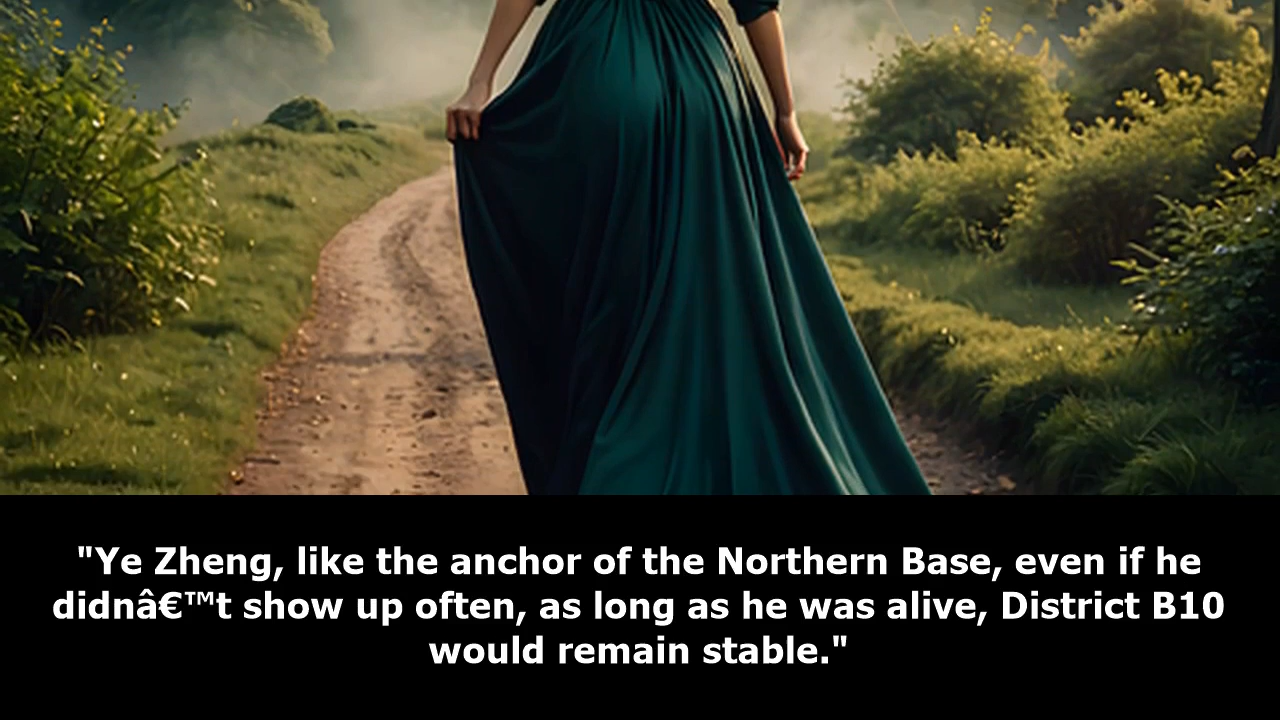 "Ye Zheng, like the anchor of the Northern Base, even if he
didnâ€™t show up often, as long as he was alive, District B10
would remain stable."